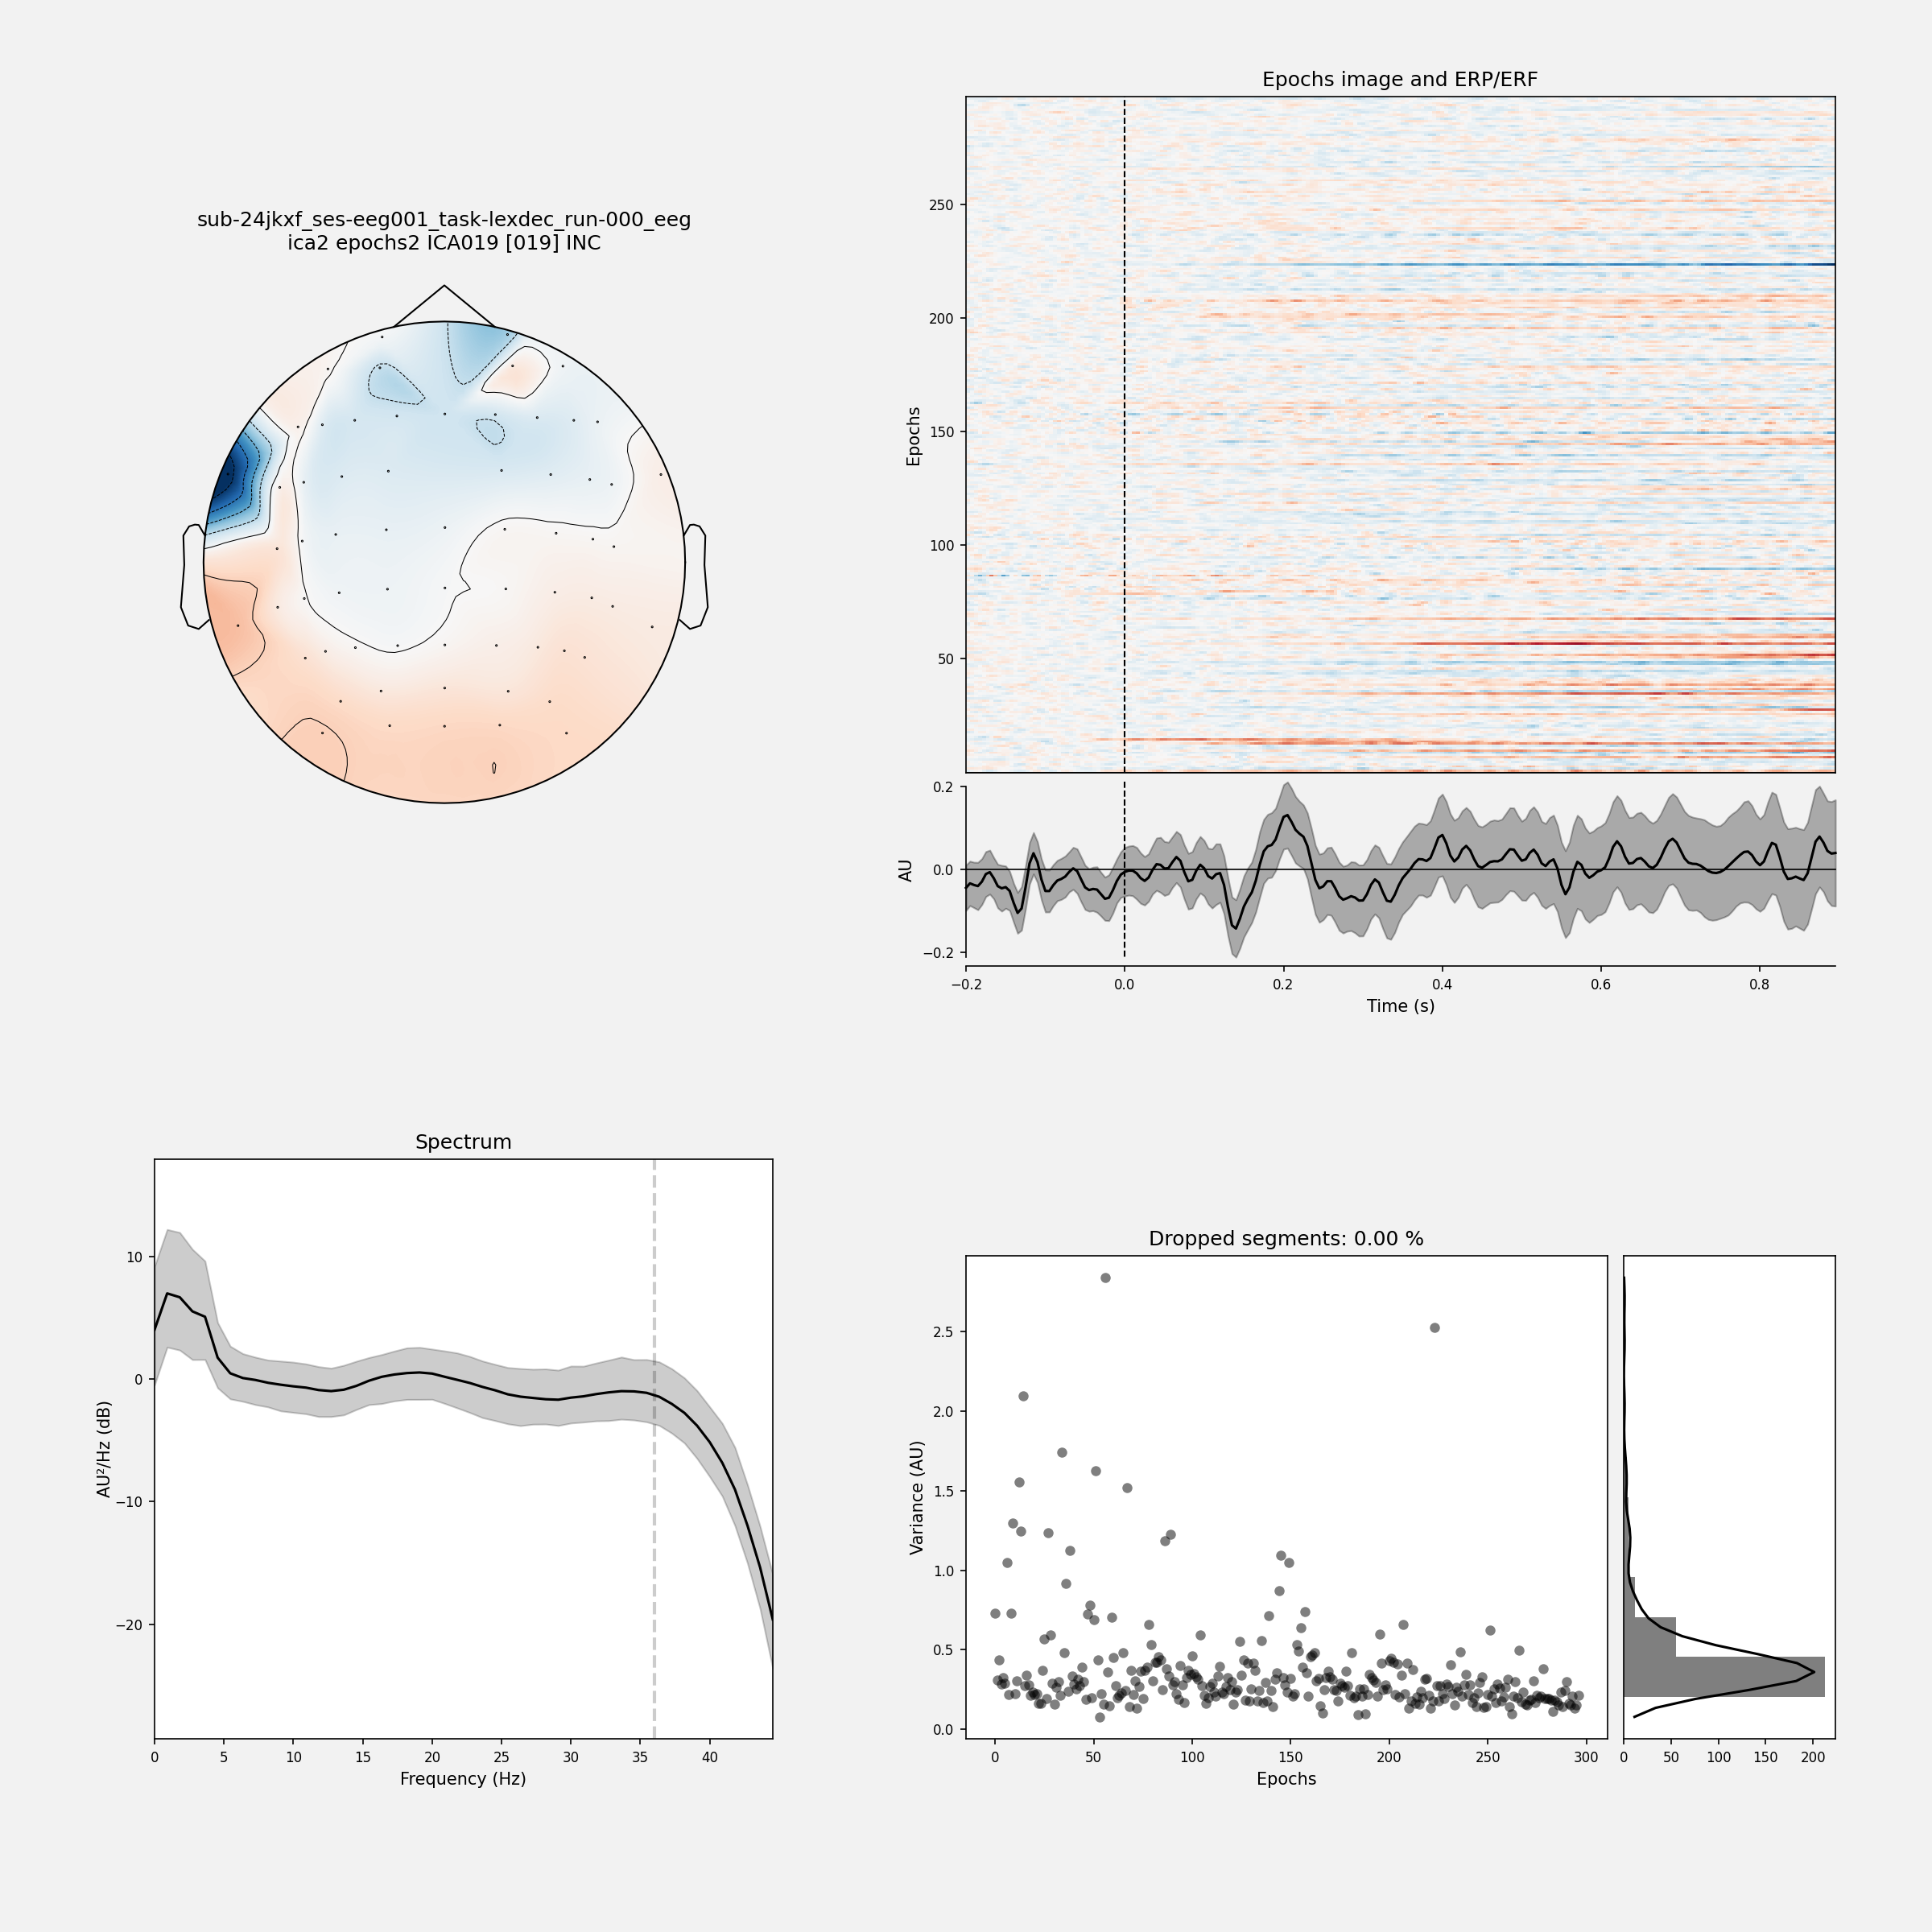 sub-24jkxf_ses-eeg001_task-lexdec_run-000_eeg
ica2 epochs2 ICA019 [019] INC
Epochs image and ERP/ERF
Epochs
250
200
150
100
50
AU
0.2
0.0
−0.2
−0.2 0.0 0.2 0.4 0.6 0.8
Time (s)
Spectrum
AU²/Hz (dB)
10
0
−10
−20
0 5 10 15 20 25 30 35 40
Frequency (Hz)
Dropped segments: 0.00 %
Variance (AU)
2.5
2.0
1.5
1.0
0.5
0.0
0 50 100 150 200 250 300
Epochs
0 50 100 150 200